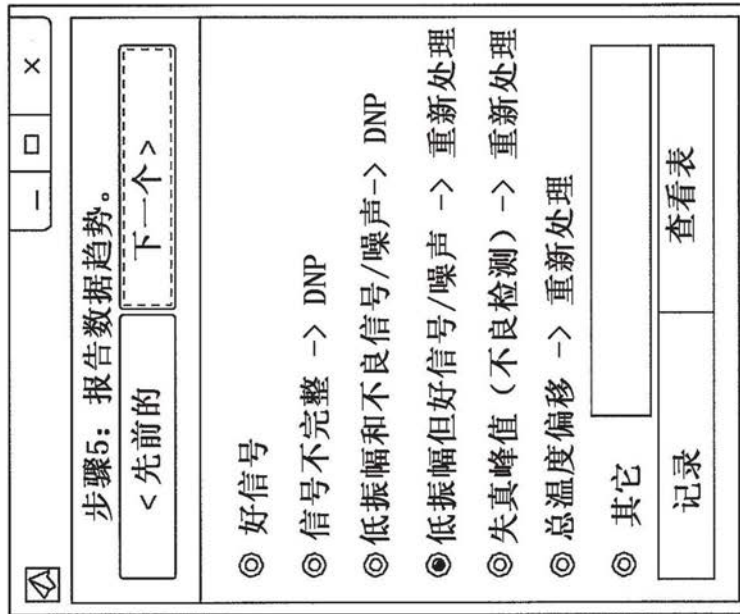 步骤5：报告数据趋势。
<先前的
下一个>
好信号
信号不完整 -> DNP
低振幅和不良信号/噪声-> DNP
低振幅但好信号/噪声 -> 重新处理
失真峰值（不良检测）-> 重新处理
总温度偏移 -> 重新处理
其它
记录
查看表